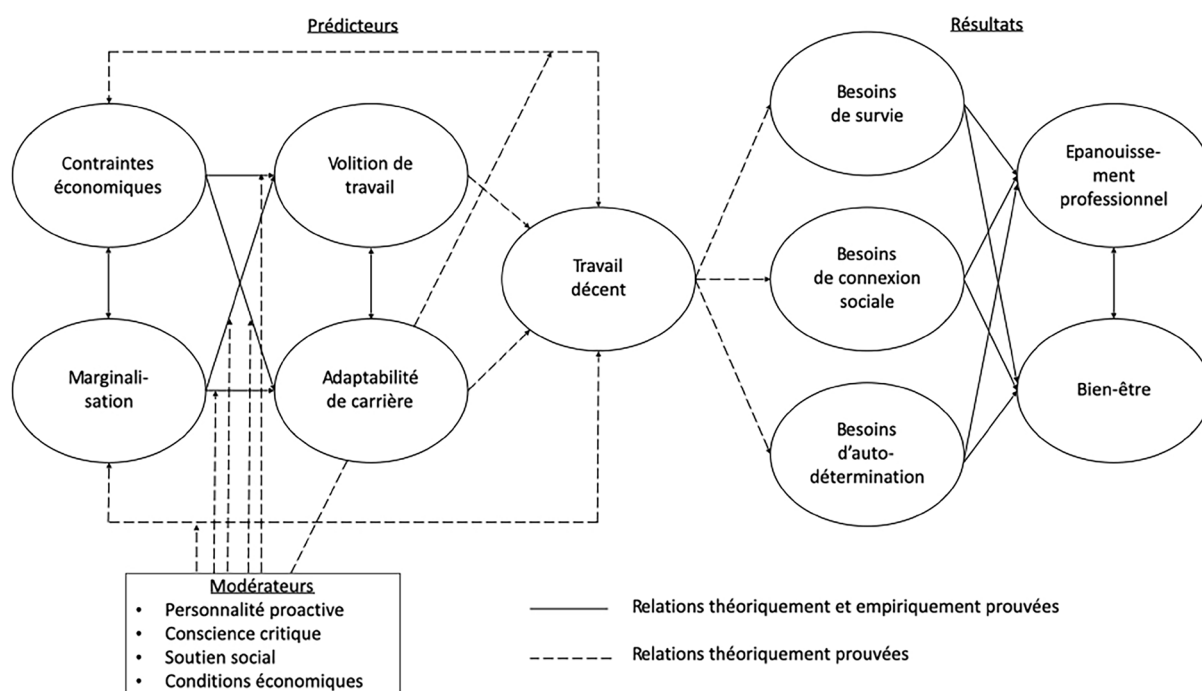 Prédicteurs
Résultats
Contraintes
économiques
Volition de
travail
Marginali-
sation
Adaptabilité
de carrière
Travail
décent
Besoins
de survie
Besoins
de connexion
sociale
Besoins
d'auto-
détermination
Epanouisse-
ment
professionnel
Bien-être
Modérateurs
• Personnalité proactive
• Conscience critique
• Soutien social
• Conditions économiques
Relations théoriquement et empiriquement prouvées
Relations théoriquement prouvées